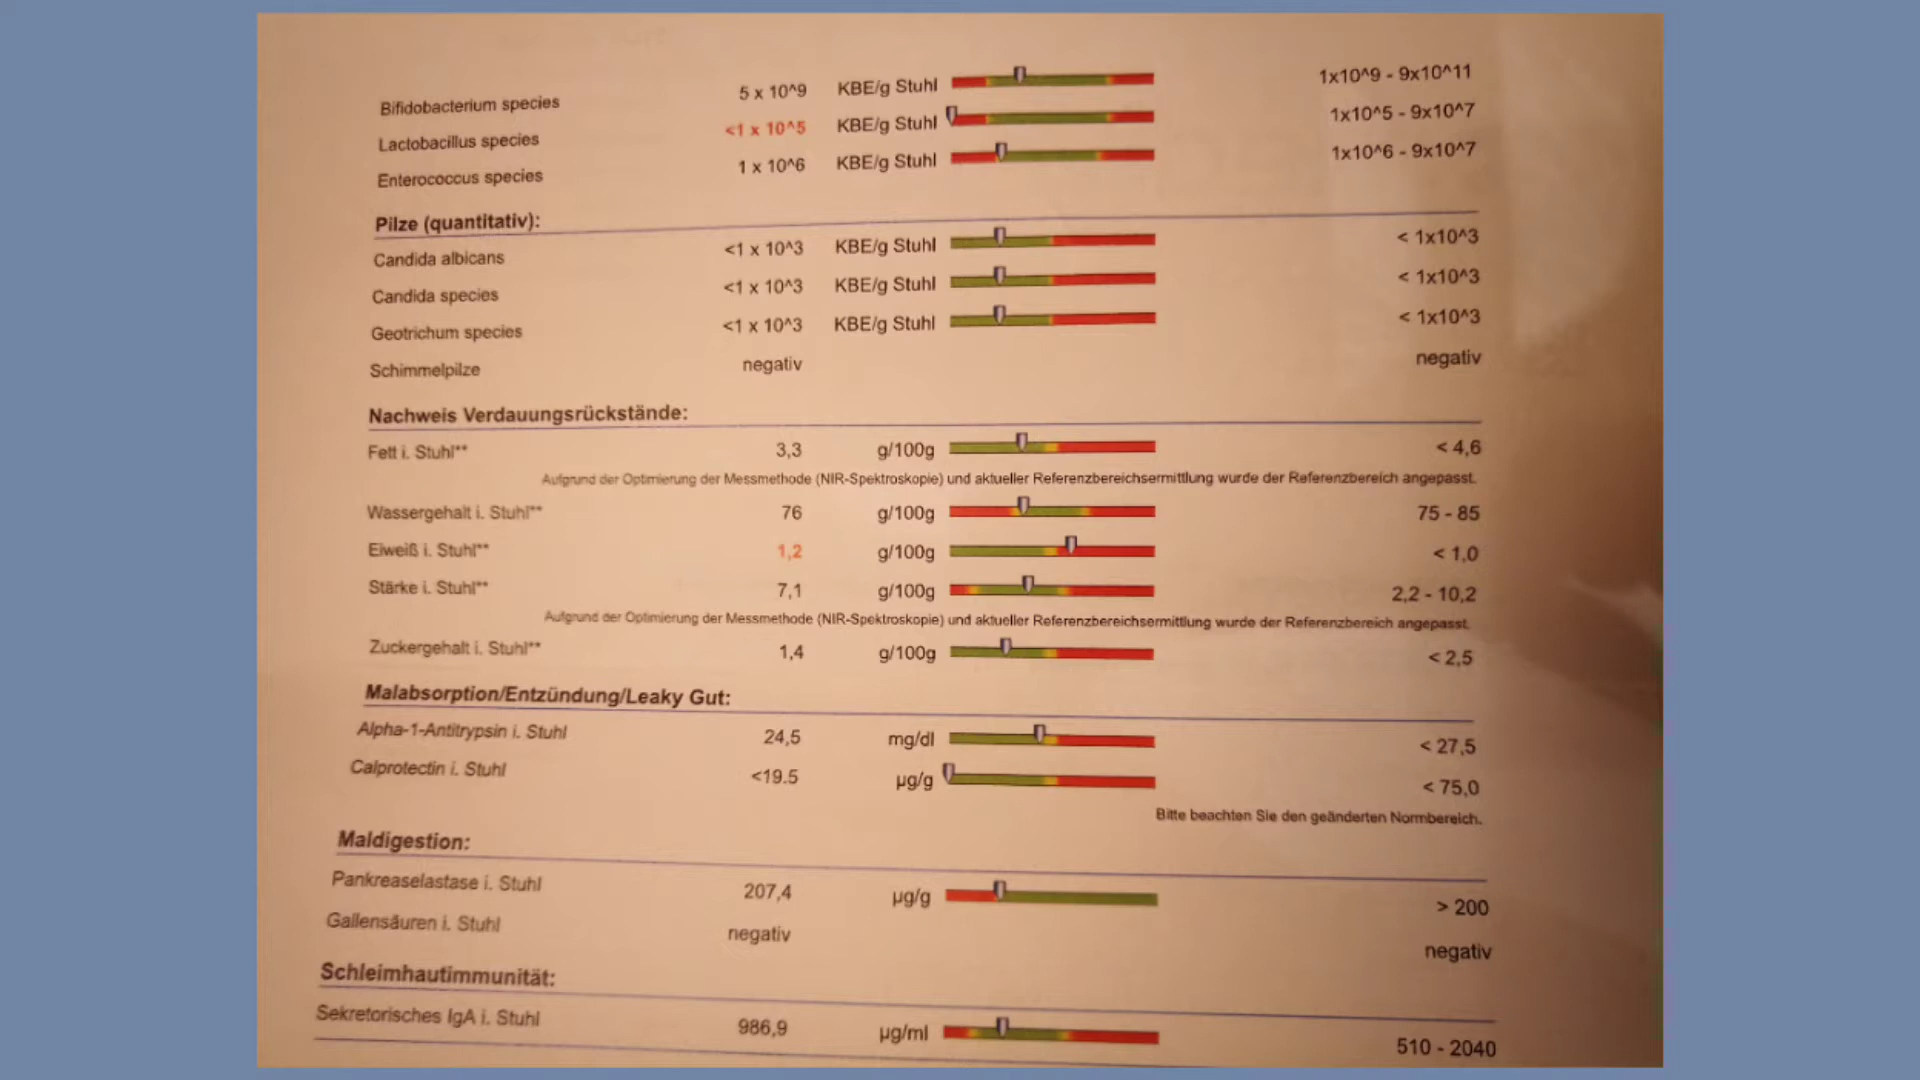 Bifidobacterium species 5 x 10^9 KBE/g Stuhl 1x10^9 - 9x10^11
Lactobacillus species <1 x 10^5 KBE/g Stuhl 1x10^5 - 9x10^7
Enterococcus species 1 x 10^6 KBE/g Stuhl 1x10^6 - 9x10^7
Pilze (quantitativ):
Candida albicans <1 x 10^3 KBE/g Stuhl < 1x10^3
Candida species <1 x 10^3 KBE/g Stuhl < 1x10^3
Geotrichum species <1 x 10^3 KBE/g Stuhl < 1x10^3
Schimmelpilze negativ negativ
Nachweis Verdauungsrückstände:
Fett i. Stuhl** 3,3 g/100g < 4,6
Aufgrund der Optimierung der Messmethode (NIR-Spektroskopie) und aktueller Referenzbereichsermittlung wurde der Referenzbereich angepasst.
Wassergehalt i. Stuhl** 76 g/100g 75 - 85
Eiweiß i. Stuhl** 1,2 g/100g < 1,0
Stärke i. Stuhl** 7,1 g/100g 2,2 - 10,2
Aufgrund der Optimierung der Messmethode (NIR-Spektroskopie) und aktueller Referenzbereichsermittlung wurde der Referenzbereich angepasst.
Zuckergehalt i. Stuhl** 1,4 g/100g < 2,5
Malabsorption/Entzündung/Leaky Gut:
Alpha-1-Antitrypsin i. Stuhl 24,5 mg/dl < 27,5
Calprotectin i. Stuhl <19.5 µg/g < 75,0
Bitte beachten Sie den geänderten Normbereich.
Maldigestion:
Pankreaselastase i. Stuhl 207,4 µg/g > 200
Gallensäuren i. Stuhl negativ negativ
Schleimhautimmunität:
Sekretorisches IgA i. Stuhl 986,9 µg/ml 510 - 2040